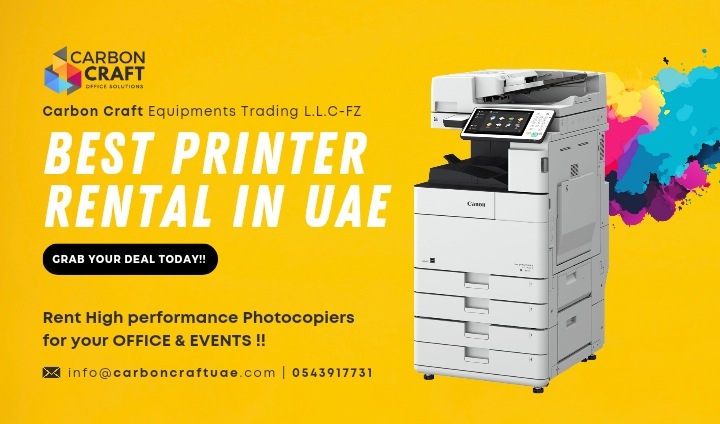 CARBON
CRAFT
OFFICE SOLUTIONS
Carbon Craft Equipments Trading L.L.C-FZ
BEST PRINTER
RENTAL IN UAE
GRAB YOUR DEAL TODAY!!
Rent High performance Photocopiers
for your OFFICE & EVENTS !!
info@carboncraftuae.com | 0543917731
Canon